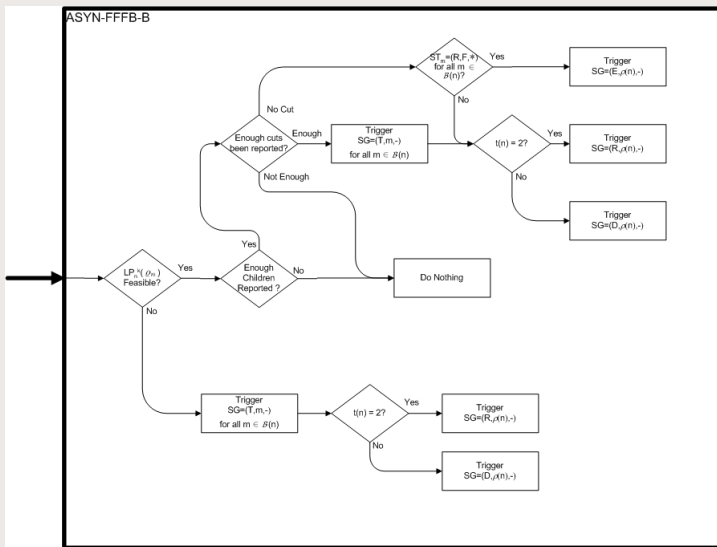 ASYN-FFFB-B
ST_m=(R,F,*)
for all m ∈
ℬ(n)?
Yes
No
Trigger
SG=(E,ρ(n),-)
No Cut
Enough cuts
been reported?
Enough
Not Enough
Trigger
SG=(T,m,-)
for all m ∈ ℬ(n)
t(n) = 2?
Yes
No
Trigger
SG=(R,ρ(n),-)
Trigger
SG=(D,ρ(n),-)
LP_n^k( ℓn )
Feasible?
Yes
No
Enough
Children
Reported ?
Yes
No
Do Nothing
Trigger
SG=(T,m,-)
for all m ∈ ℬ(n)
t(n) = 2?
Yes
No
Trigger
SG=(R,ρ(n),-)
Trigger
SG=(D,ρ(n),-)